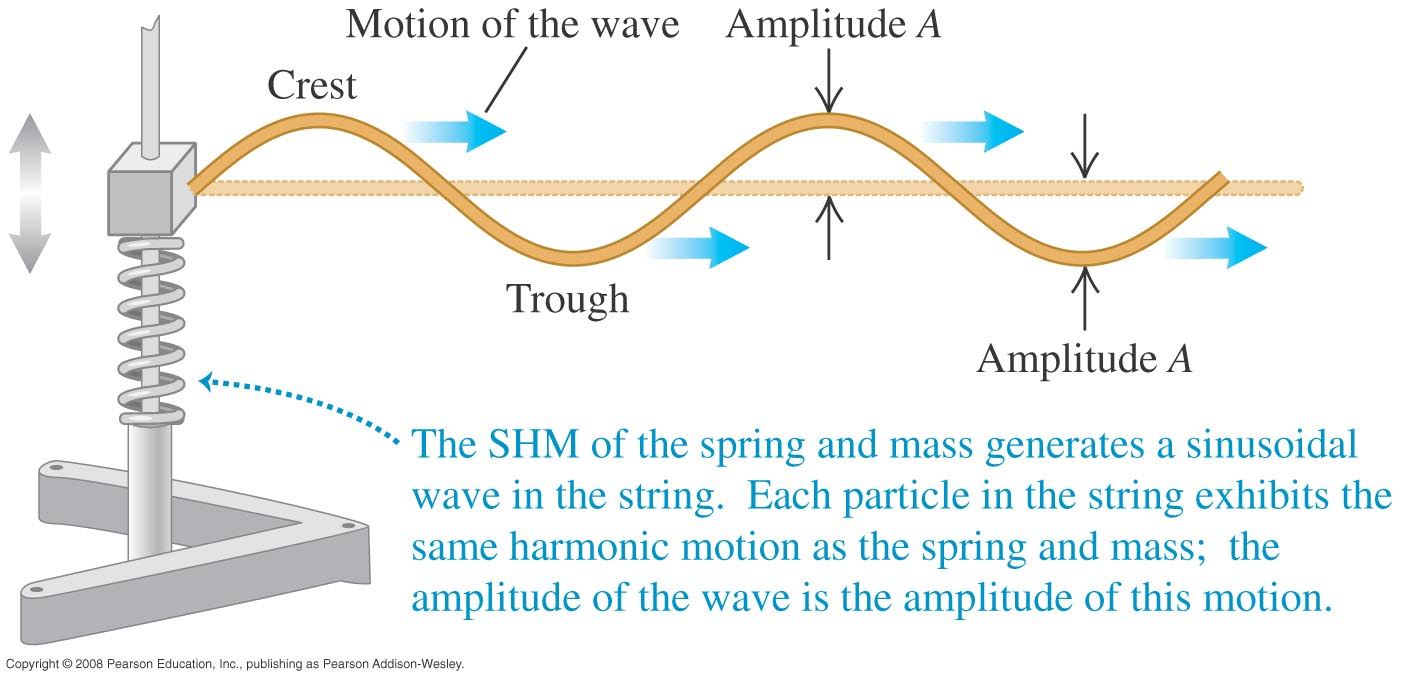 Motion of the wave
Amplitude A
Crest
Trough
Amplitude A
The SHM of the spring and mass generates a sinusoidal
wave in the string.  Each particle in the string exhibits the
same harmonic motion as the spring and mass;  the
amplitude of the wave is the amplitude of this motion.
Copyright © 2008 Pearson Education, Inc., publishing as Pearson Addison-Wesley.